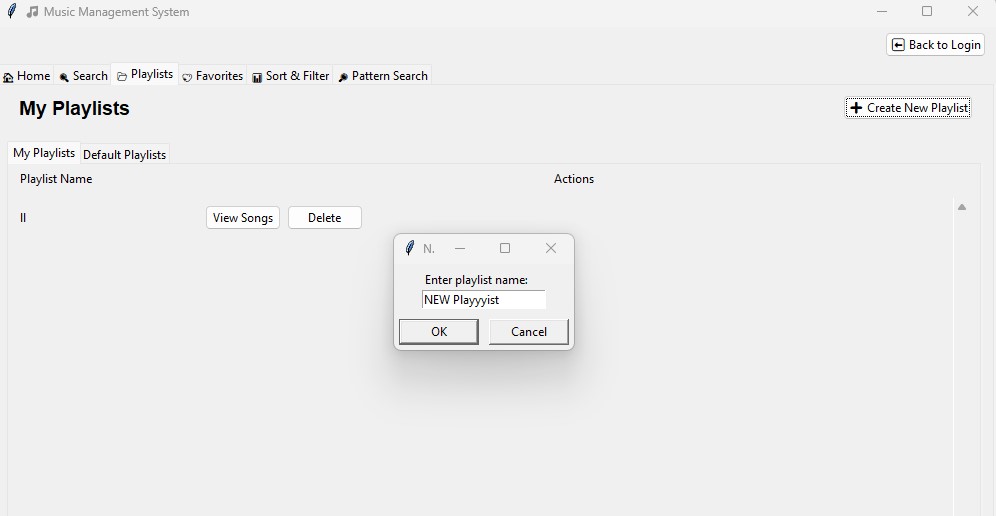 Music Management System
Back to Login
Home Search Playlists Favorites Sort & Filter Pattern Search
My Playlists
Create New Playlist
My Playlists Default Playlists
Playlist Name Actions
ll View Songs Delete
N.
Enter playlist name:
NEW Playyyist
OK Cancel